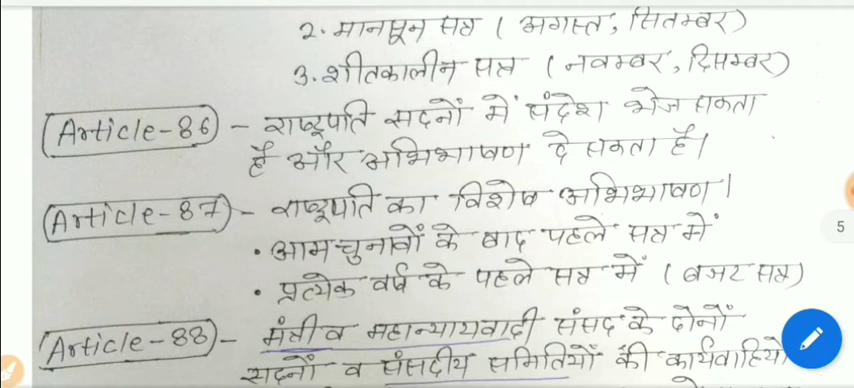 2. मानसून सत्र (अगस्त, सितम्बर)
3. शीतकालीन सत्र (नवम्बर, दिसम्बर)
Article-86 - राष्ट्रपति सदनों में संदेश भेज सकता
है और अभिभाषण दे सकता है।
Article-87 - राष्ट्रपति का विशेष अभिभाषण।
• आम चुनावों के बाद पहले सत्र में
• प्रत्येक वर्ष के पहले सत्र में (बजट सत्र)
Article-88 - मंत्री व महान्यायवादी संसद के दोनों
सदनों व संसदीय समितियों की कार्यवाहियो
5